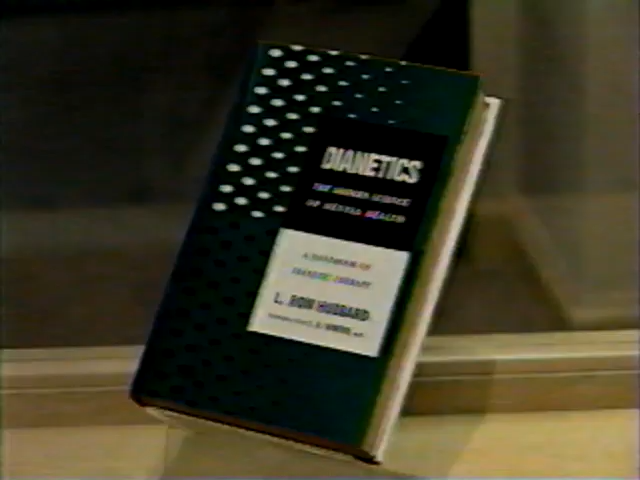 DIANETICS
THE MODERN SCIENCE
OF MENTAL HEALTH
A HANDBOOK OF
DIANETIC THERAPY
L. RON HUBBARD